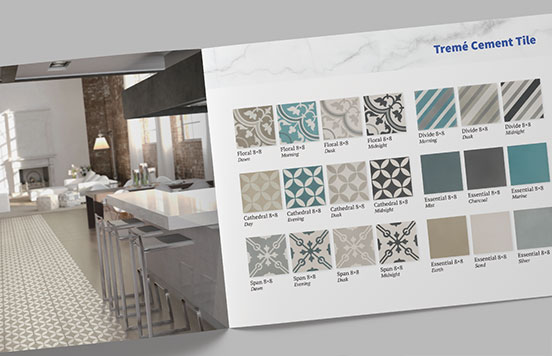 Tremé Cement Tile
Floral 8×8
Dawn
Floral 8×8
Morning
Floral 8×8
Dusk
Floral 8×8
Midnight
Divide 8×8
Morning
Divide 8×8
Dusk
Divide 8×8
Midnight
Cathedral 8×8
Day
Cathedral 8×8
Evening
Cathedral 8×8
Dusk
Cathedral 8×8
Midnight
Essential 8×8
Mist
Essential 8×8
Charcoal
Essential 8×8
Marine
Span 8×8
Dawn
Span 8×8
Evening
Span 8×8
Dusk
Span 8×8
Midnight
Essential 8×8
Earth
Essential 8×8
Sand
Essential 8×8
Silver